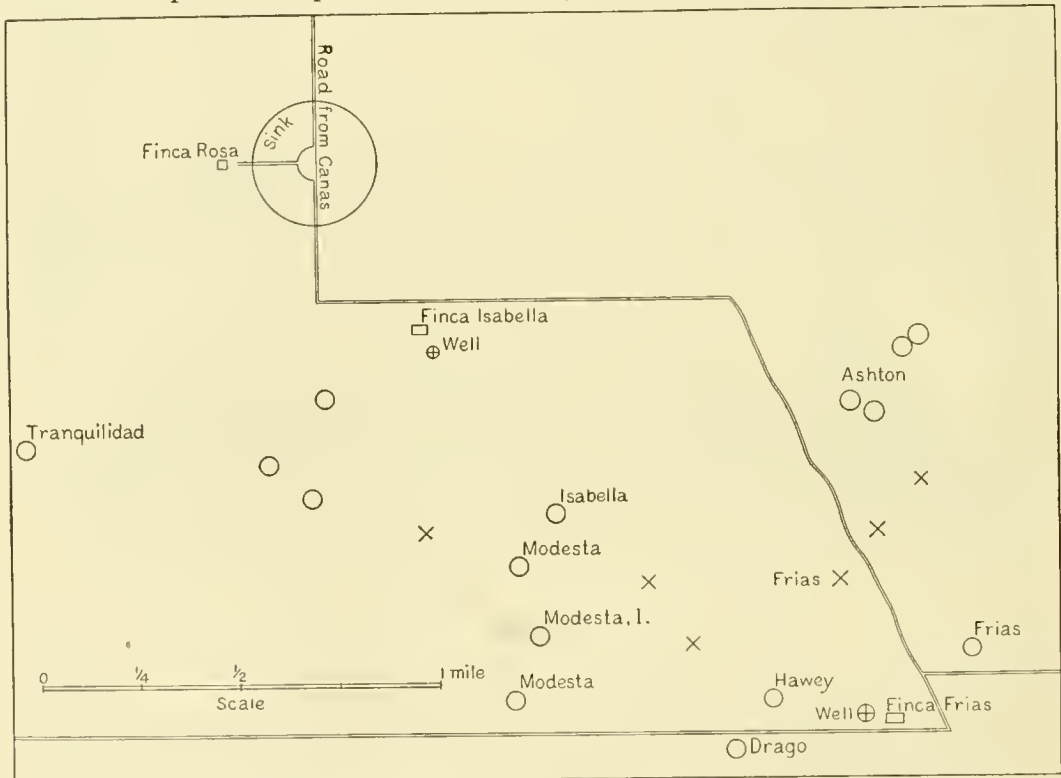 Road from Canas
Sink
Finca Rosa
Finca Isabella
Well
Ashton
Tranquilidad
Isabella
Modesta
Frias
Modesta, I.
Frias
0 ¼ ½ 1 mile
Scale
Modesta
Hawey
Well
Finca Frias
Drago